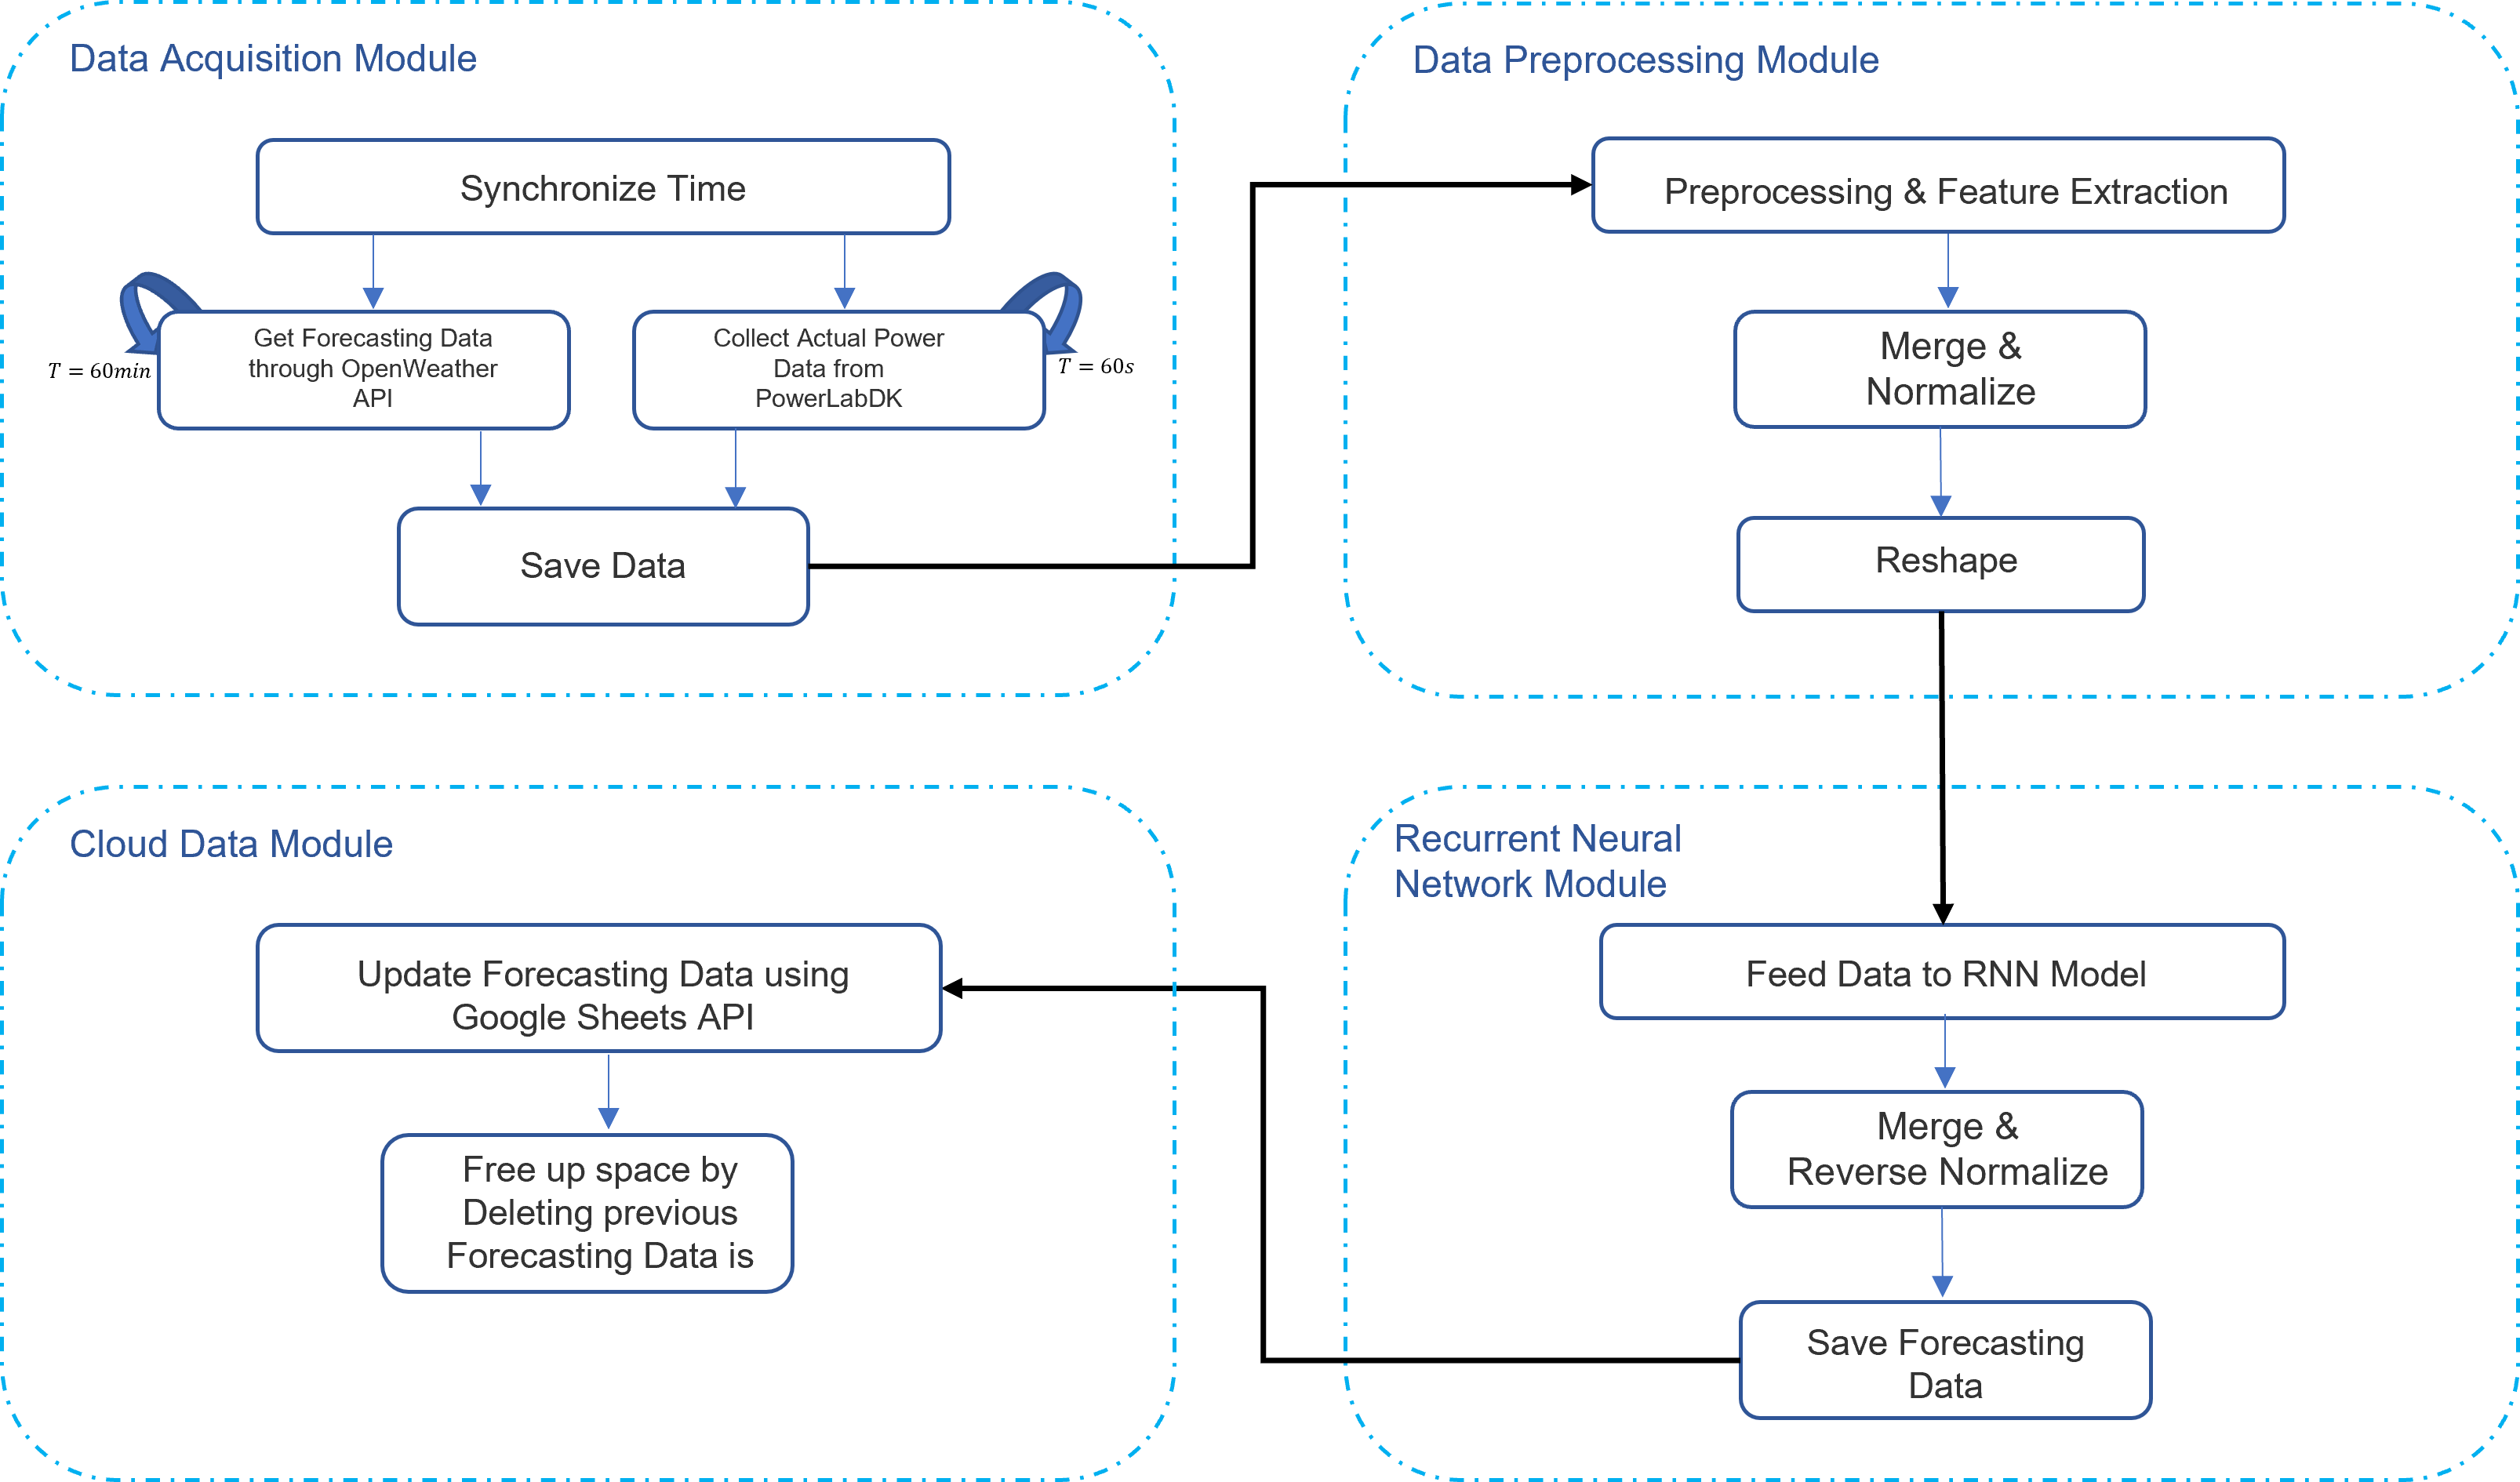 Data Acquisition Module
Synchronize Time
Get Forecasting Data
through OpenWeather
API
T = 60min
Collect Actual Power
Data from
PowerLabDK
T = 60s
Save Data
Data Preprocessing Module
Preprocessing & Feature Extraction
Merge &
Normalize
Reshape
Recurrent Neural
Network Module
Feed Data to RNN Model
Merge &
Reverse Normalize
Save Forecasting
Data
Cloud Data Module
Update Forecasting Data using
Google Sheets API
Free up space by
Deleting previous
Forecasting Data is